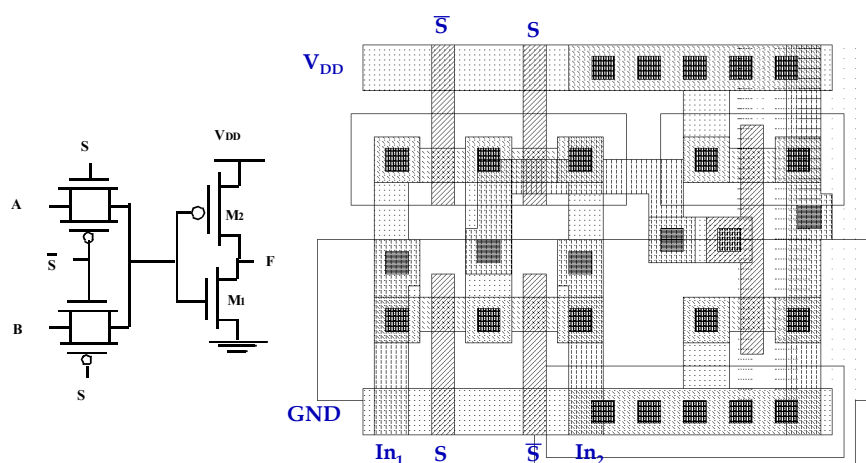 S
A
S̅
B
S
VDD
M2
F
M1
S̅ S
VDD
GND
In1 S S̅ In2